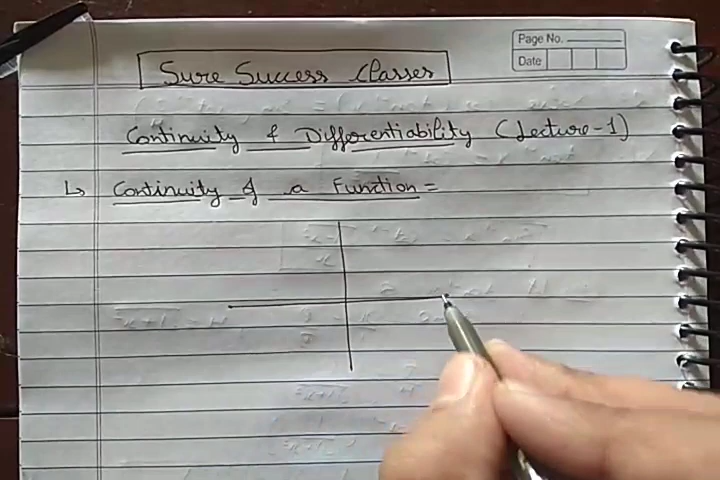 Page No.
Date
Sure Success Classes
Continuity & Differentiability (Lecture-1)
↳ Continuity of a Function =